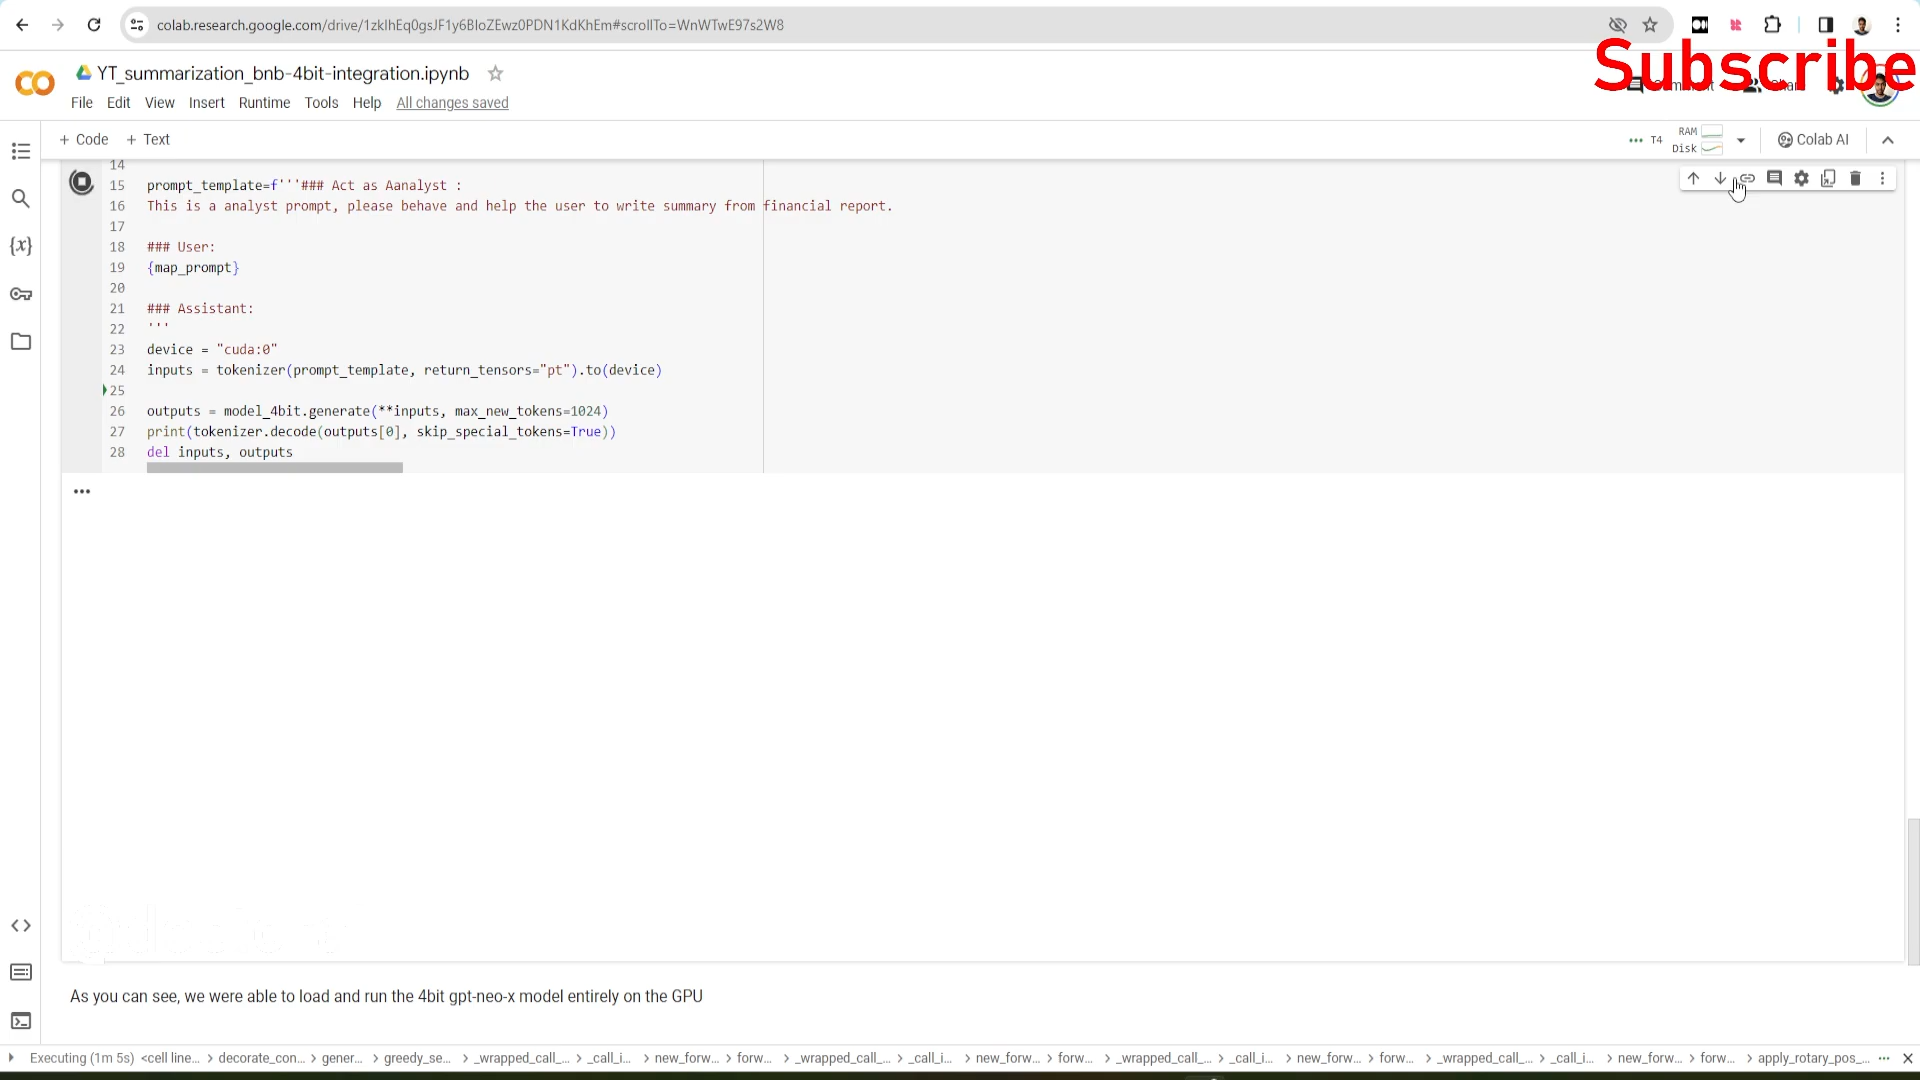 colab.research.google.com/drive/1zklhEq0gsJF1y6BloZEwz0PDN1KdKhEm#scrollTo=WnWTwE97s2W8
Subscribe
YT_summarization_bnb-4bit-integration.ipynb
File Edit View Insert Runtime Tools Help All changes saved
+ Code + Text
T4 RAM Disk Colab AI
14
15 prompt_template=f'''### Act as Aanalyst :
16 This is a analyst prompt, please behave and help the user to write summary from financial report.
17
18 ### User:
19 {map_prompt}
20
21 ### Assistant:
22 '''
23 device = "cuda:0"
24 inputs = tokenizer(prompt_template, return_tensors="pt").to(device)
25
26 outputs = model_4bit.generate(**inputs, max_new_tokens=1024)
27 print(tokenizer.decode(outputs[0], skip_special_tokens=True))
28 del inputs, outputs
As you can see, we were able to load and run the 4bit gpt-neo-x model entirely on the GPU
Executing (1m 5s) <cell line... > decorate_con... > gener... > greedy_se... > _wrapped_call_... > _call_i... > new_forw... > forw... > _wrapped_call_... > _call_i... > new_forw... > forw... > _wrapped_call_... > _call_i... > new_forw... > forw... > _wrapped_call_... > _call_i... > new_forw... > forw... > apply_rotary_pos_...